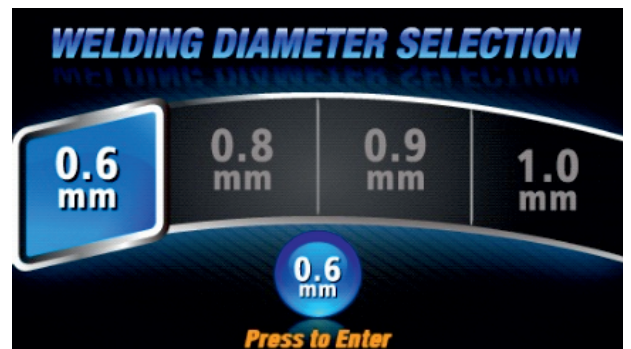 WELDING DIAMETER SELECTION
0.6
mm
0.8
mm
0.9
mm
1.0
mm
0.6
mm
Press to Enter